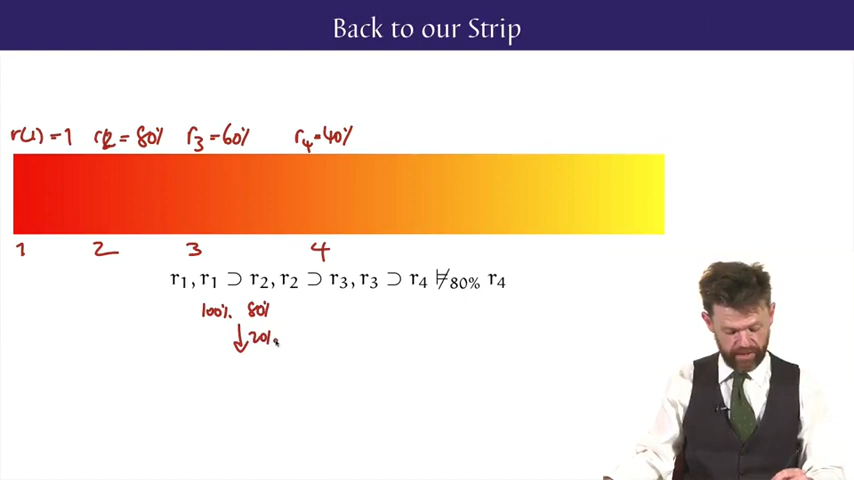 Back to our Strip
r(1) = 1 r2 = 80% r₃ = 60% r₄ = 40%
1 2 3 4
r₁, r₁ ⊃ r₂, r₂ ⊃ r₃, r₃ ⊃ r₄ ⊭₈₀% r₄
100% 80%
↓ 20%